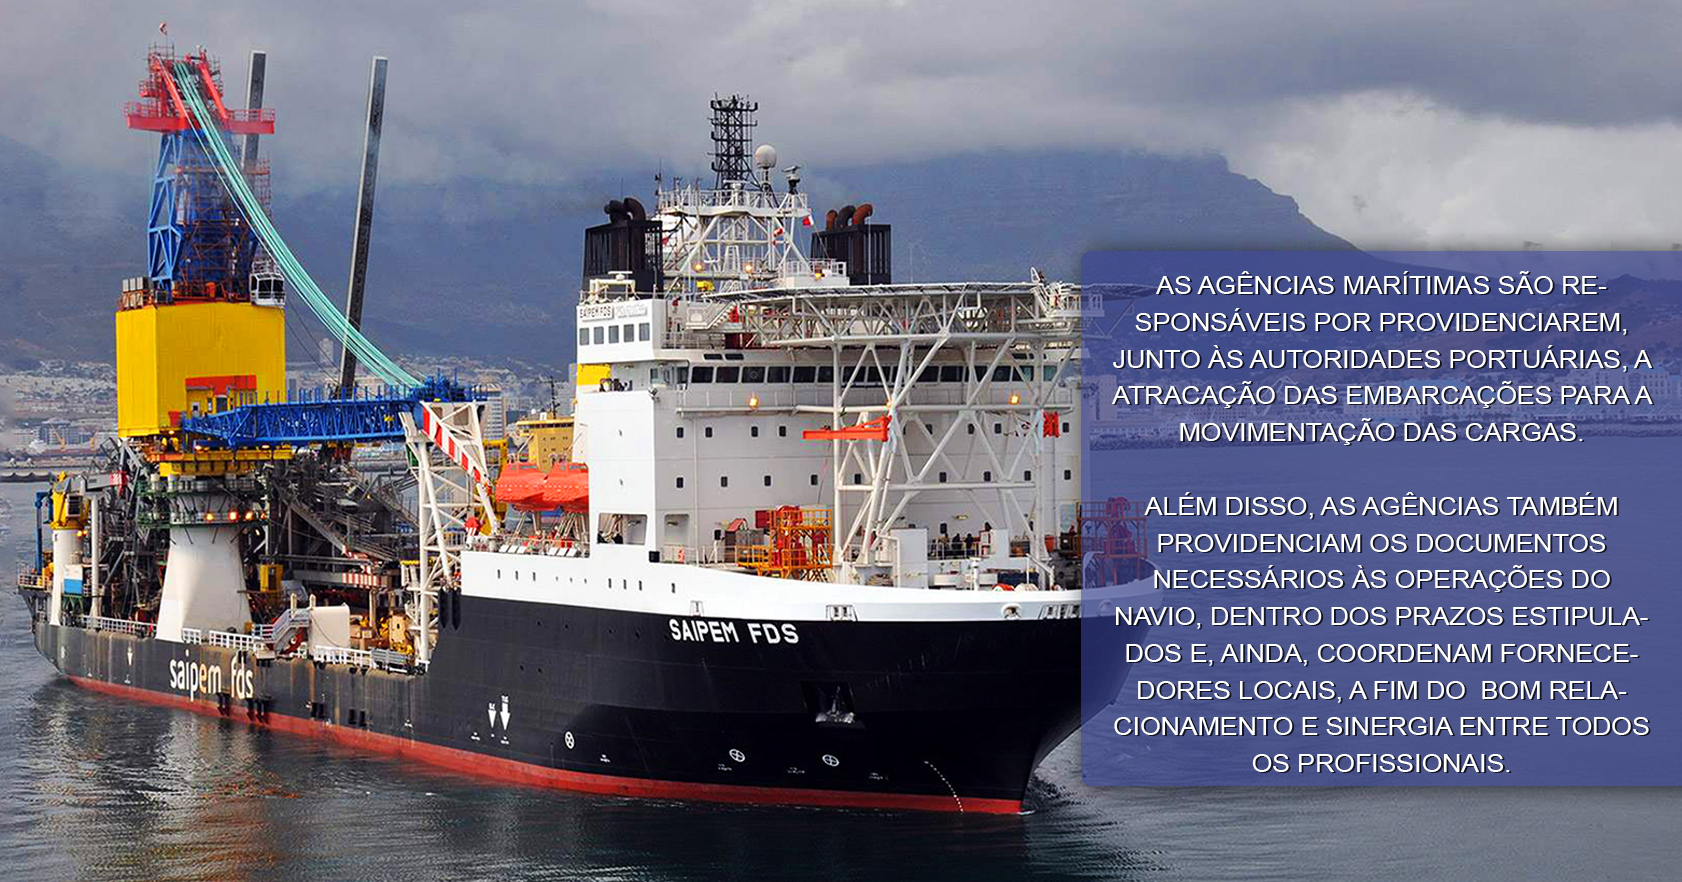 SAIPEM FDS
SAIPEM FDS
saipem fds
AS AGÊNCIAS MARÍTIMAS SÃO RE-
SPONSÁVEIS POR PROVIDENCIAREM,
JUNTO ÀS AUTORIDADES PORTUÁRIAS, A
ATRACAÇÃO DAS EMBARCAÇÕES PARA A
MOVIMENTAÇÃO DAS CARGAS.
ALÉM DISSO, AS AGÊNCIAS TAMBÉM
PROVIDENCIAM OS DOCUMENTOS
NECESSÁRIOS ÀS OPERAÇÕES DO
NAVIO, DENTRO DOS PRAZOS ESTIPULA-
DOS E, AINDA, COORDENAM FORNECE-
DORES LOCAIS, A FIM DO  BOM RELA-
CIONAMENTO E SINERGIA ENTRE TODOS
OS PROFISSIONAIS.